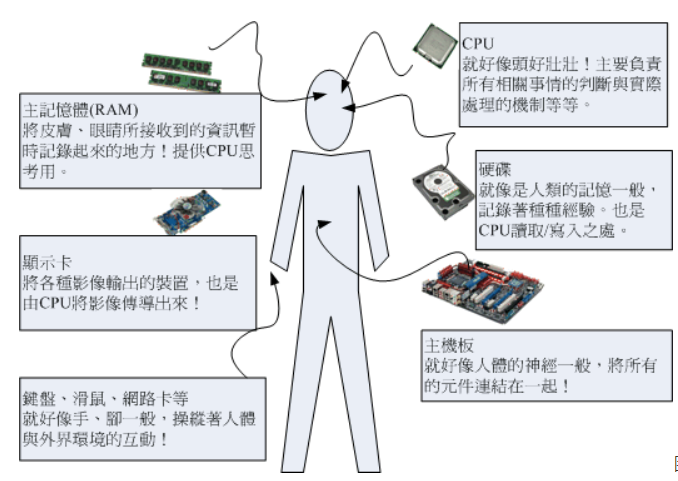 CPU
就好像頭好壯壯！主要負責
所有相關事情的判斷與實際
處理的機制等等。
主記憶體(RAM)
將皮膚、眼睛所接收到的資訊暫
時記錄起來的地方！提供CPU思
考用。
硬碟
就像是人類的記憶一般，
記錄著種種經驗。也是
CPU讀取/寫入之處。
顯示卡
將各種影像輸出的裝置，也是
由CPU將影像傳導出來！
主機板
就好像人體的神經一般，將所有
的元件連結在一起！
鍵盤、滑鼠、網路卡等
就好像手、腳一般，操縱著人體
與外界環境的互動！